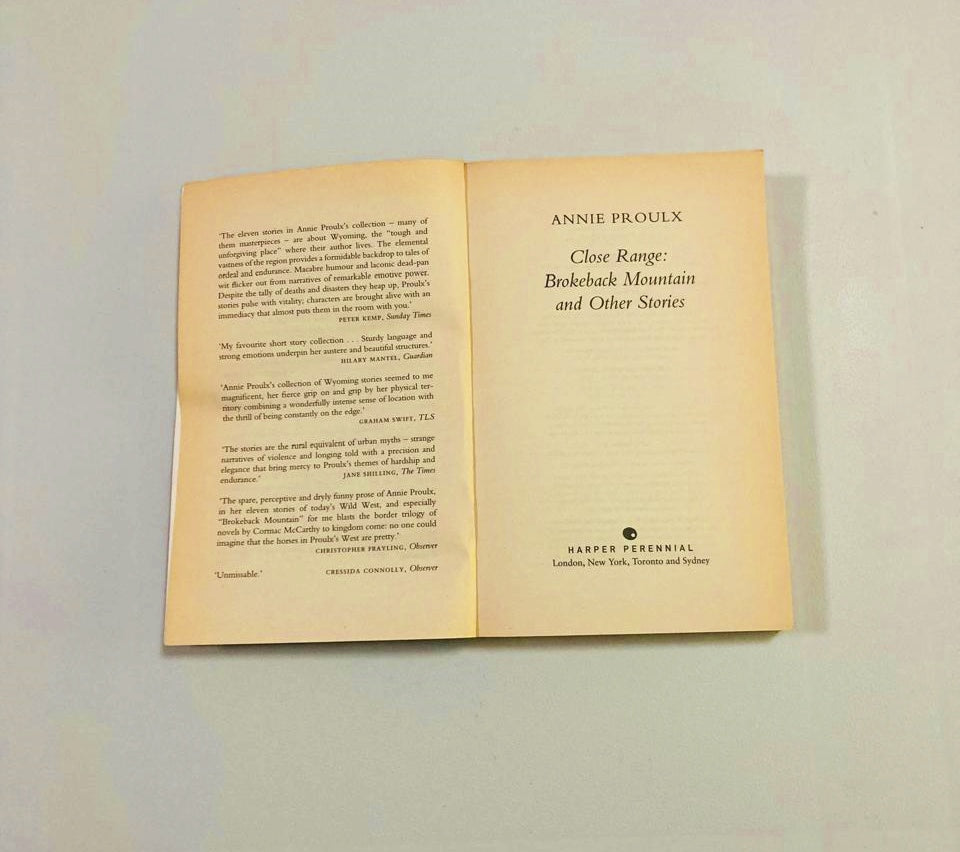 'The eleven stories in Annie Proulx's collection – many of
them masterpieces – are about Wyoming, the "tough and
unforgiving place" where their author lives. The elemental
vastness of the region provides a formidable backdrop to tales of
ordeal and endurance. Macabre humour and laconic dead-pan
wit flicker out from narratives of remarkable emotive power.
Despite the tally of deaths and disasters they heap up, Proulx's
stories pulse with vitality; characters are brought alive with an
immediacy that almost puts them in the room with you.'
PETER KEMP, Sunday Times
'My favourite short story collection . . . Sturdy language and
strong emotions underpin her austere and beautiful structures.'
HILARY MANTEL, Guardian
'Annie Proulx's collection of Wyoming stories seemed to me
magnificent, her fierce grip on and grip by her physical ter-
ritory combining a wonderfully intense sense of location with
the thrill of being constantly on the edge.'
GRAHAM SWIFT, TLS
'The stories are the rural equivalent of urban myths – strange
narratives of violence and longing told with a precision and
elegance that bring mercy to Proulx's themes of hardship and
endurance.' JANE SHILLING, The Times
'The spare, perceptive and dryly funny prose of Annie Proulx,
in her eleven stories of today's Wild West, and especially
"Brokeback Mountain" for me blasts the border trilogy of
novels by Cormac McCarthy to kingdom come: no one could
imagine that the horses in Proulx's West are pretty.'
CHRISTOPHER FRAYLING, Observer
'Unmissable.' CRESSIDA CONNOLLY, Observer
ANNIE PROULX
Close Range:
Brokeback Mountain
and Other Stories
HARPER PERENNIAL
London, New York, Toronto and Sydney